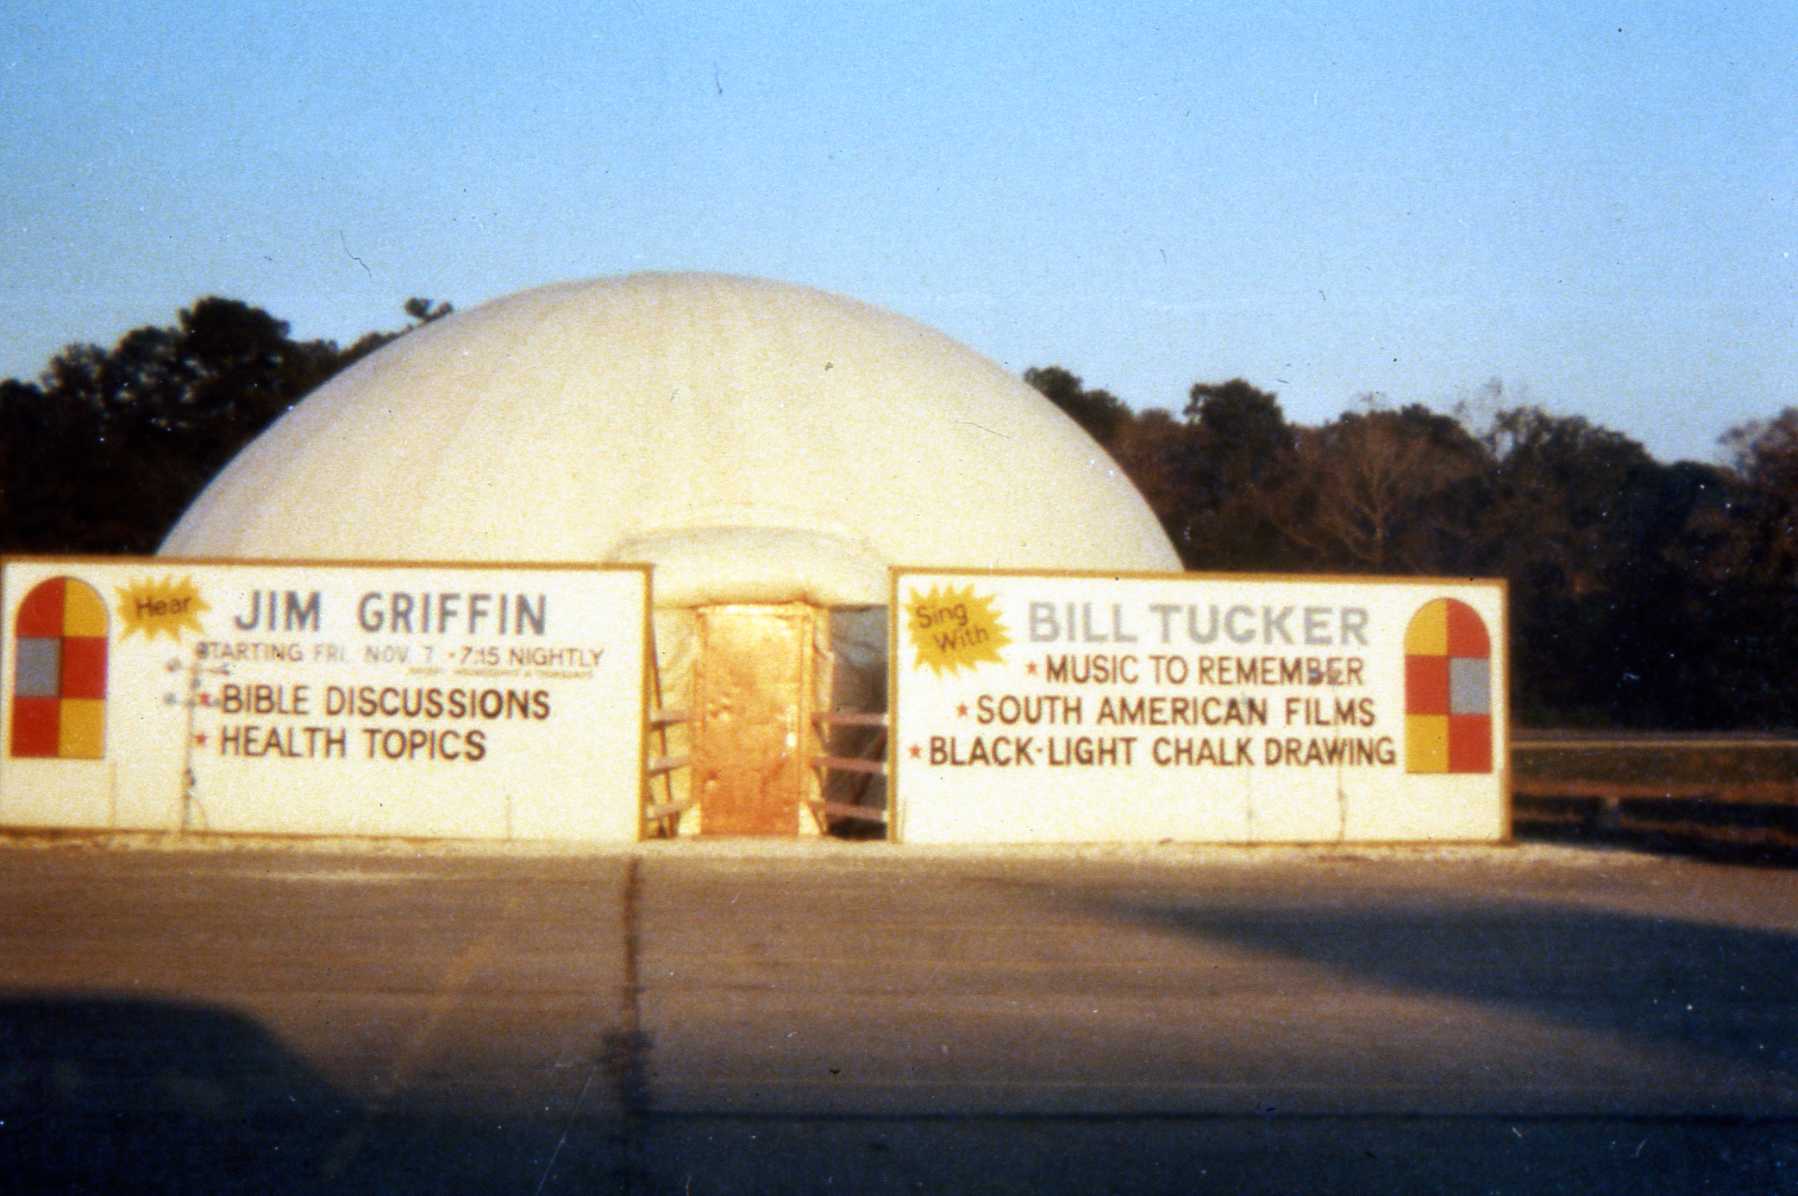 Hear
JIM GRIFFIN
STARTING FRI. NOV. 7 • 7:15 NIGHTLY
BIBLE DISCUSSIONS
HEALTH TOPICS
Sing
With
BILL TUCKER
MUSIC TO REMEMBER
SOUTH AMERICAN FILMS
BLACK-LIGHT CHALK DRAWING